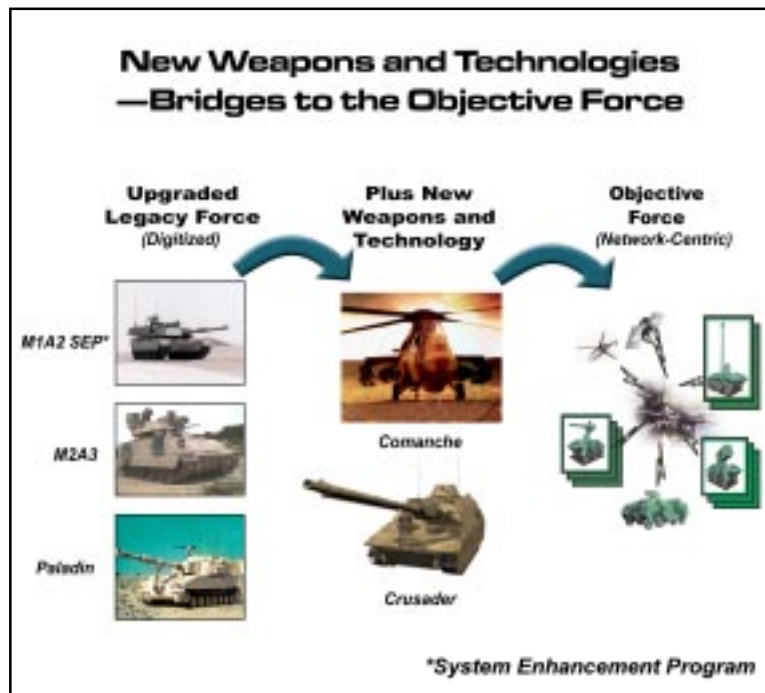 New Weapons and Technologies
—Bridges to the Objective Force
Upgraded
Legacy Force
(Digitized)
Plus New
Weapons and
Technology
Objective
Force
(Network-Centric)
M1A2 SEP*
M2A3
Paladin
Comanche
Crusader
*System Enhancement Program